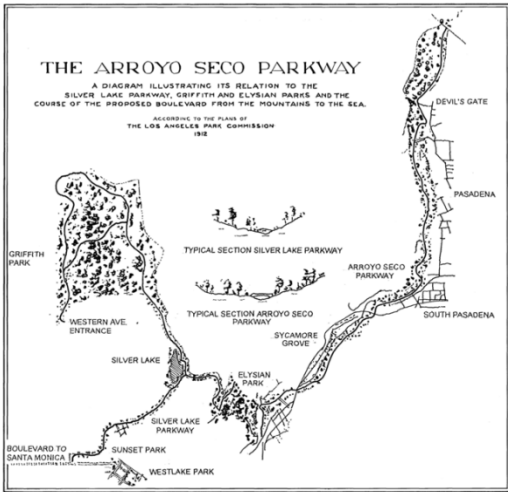 THE ARROYO SECO PARKWAY
A DIAGRAM ILLUSTRATING ITS RELATION TO THE
SILVER LAKE PARKWAY, GRIFFITH AND ELYSIAN PARKS AND THE
COURSE OF THE PROPOSED BOULEVARD FROM THE MOUNTAINS TO THE SEA.
ACCORDING TO THE PLANS OF
THE LOS ANGELES PARK COMMISSION
1912
DEVIL'S GATE
PASADENA
GRIFFITH
PARK
TYPICAL SECTION SILVER LAKE PARKWAY
ARROYO SECO
PARKWAY
TYPICAL SECTION ARROYO SECO
PARKWAY
SOUTH PASADENA
WESTERN AVE.
ENTRANCE
SYCAMORE
GROVE
SILVER LAKE
ELYSIAN
PARK
SILVER LAKE
PARKWAY
BOULEVARD TO
SANTA MONICA
SUNSET PARK
WESTLAKE PARK